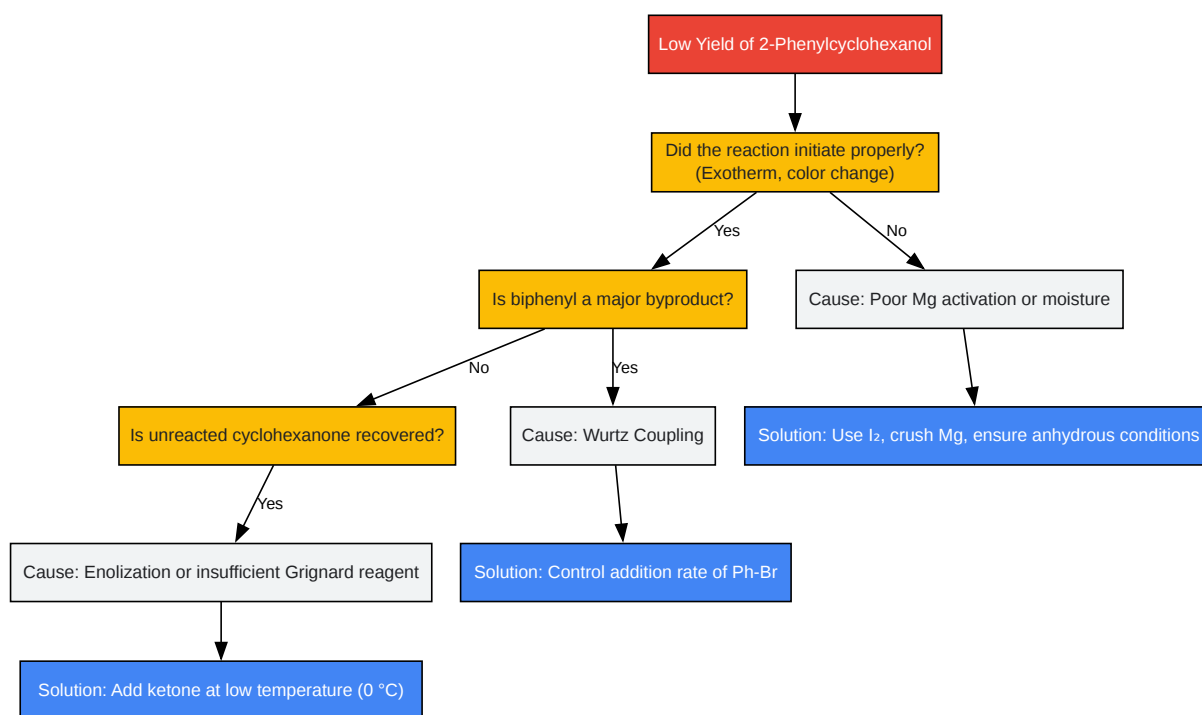 Low Yield of 2-Phenylcyclohexanol
Did the reaction initiate properly?
(Exotherm, color change)
Yes
No
Is biphenyl a major byproduct?
Cause: Poor Mg activation or moisture
No
Yes
Is unreacted cyclohexanone recovered?
Cause: Wurtz Coupling
Solution: Use I₂, crush Mg, ensure anhydrous conditions
Yes
Cause: Enolization or insufficient Grignard reagent
Solution: Control addition rate of Ph-Br
Solution: Add ketone at low temperature (0 °C)